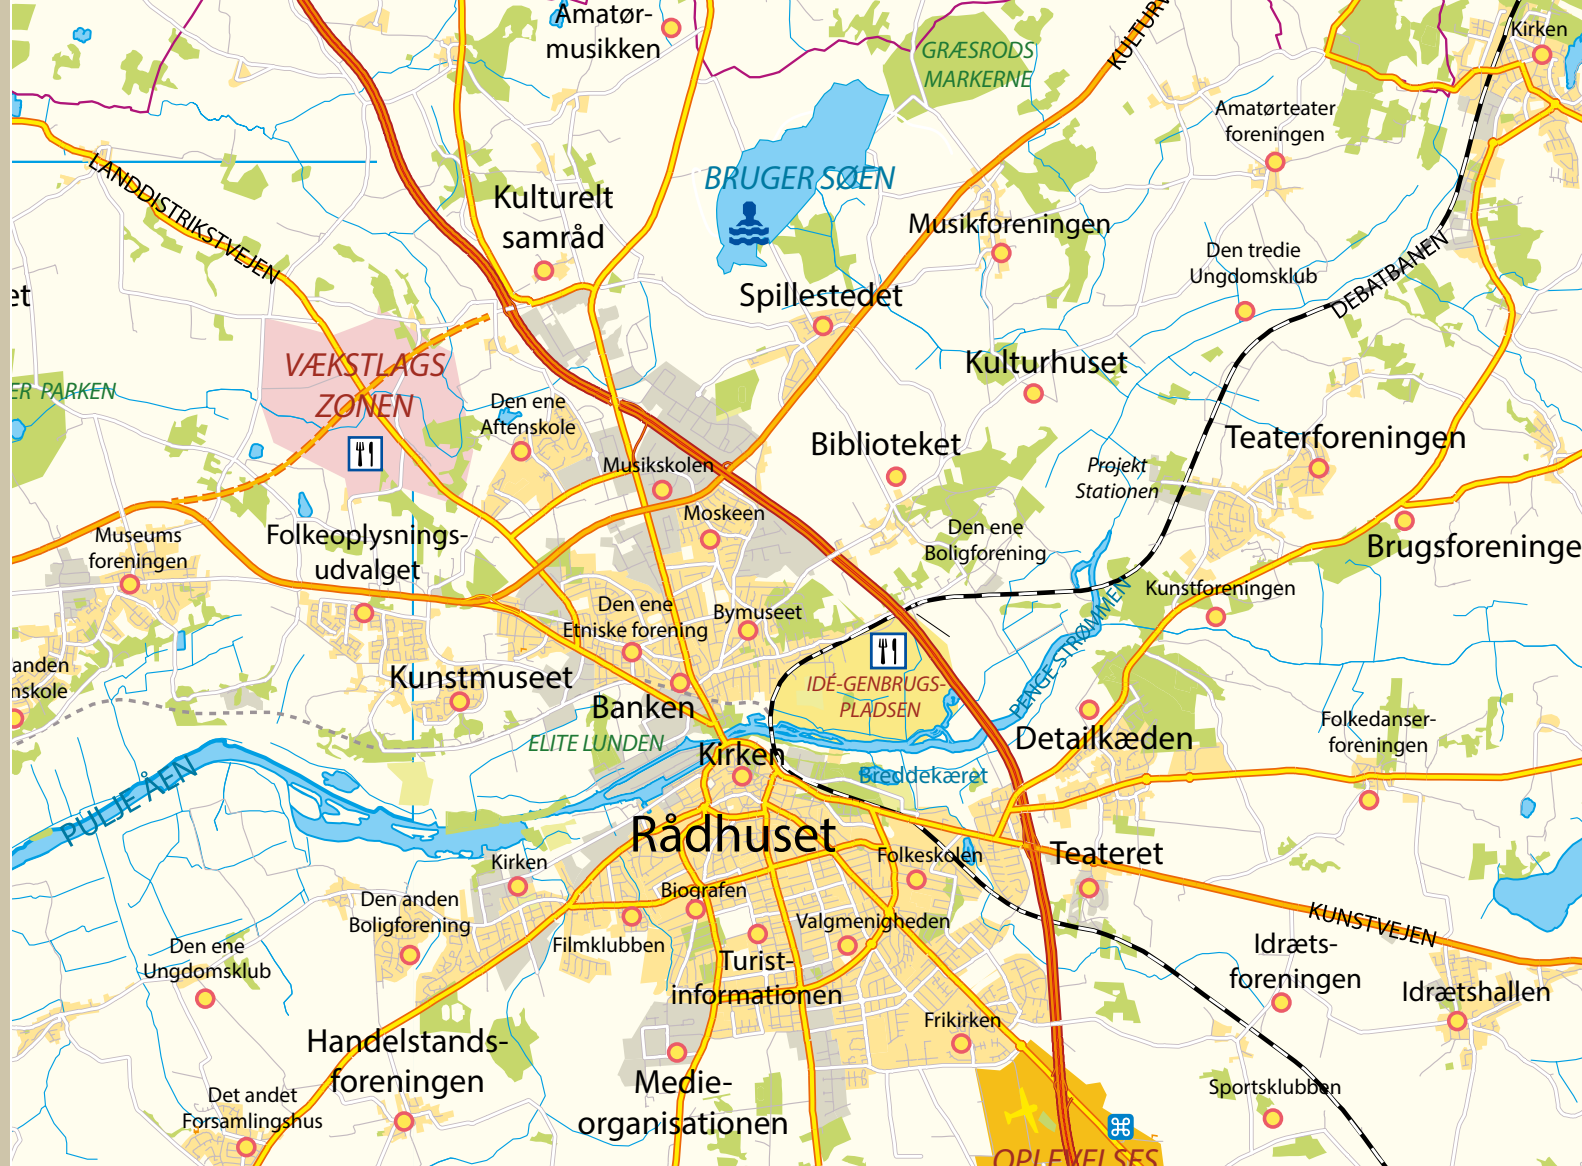 Amatør-
musikken
GRÆSRODS
MARKERNE
Kirken
Amatørteater
foreningen
LANDDISTRIKSTVEJEN
BRUGER SØEN
Kulturelt
samråd
Musikforeningen
Den tredie
Ungdomsklub
DEBATBANEN
Spillestedet
VÆKSTLAGS
ZONEN
PARKEN
Kulturhuset
Den ene
Aftenskole
Biblioteket
Teaterforeningen
Projekt
Stationen
Musikskolen
Moskeen
Museums
foreningen
Folkeoplysnings-
udvalget
Den ene
Boligforening
Brugsforeninge
Kunstforeningen
Den ene
Etniske forening
Bymuseet
PENGE STRØMMEN
Kunstmuseet
IDÉ-GENBRUGS-
PLADSEN
Banken
ELITE LUNDEN
Kirken
Detailkæden
Folkedanser-
foreningen
Breddekæret
PULJE ÅEN
Rådhuset
Kirken
Folkeskolen
Teateret
Biografen
Den anden
Boligforening
Filmklubben
Valgmenigheden
KUNSTVEJEN
Den ene
Ungdomsklub
Turist-
informationen
Idræts-
foreningen
Idrætshallen
Frikirken
Handelstands-
foreningen
Medie-
organisationen
Det andet
Forsamlingshus
Sportsklubben
OPLEVELSES